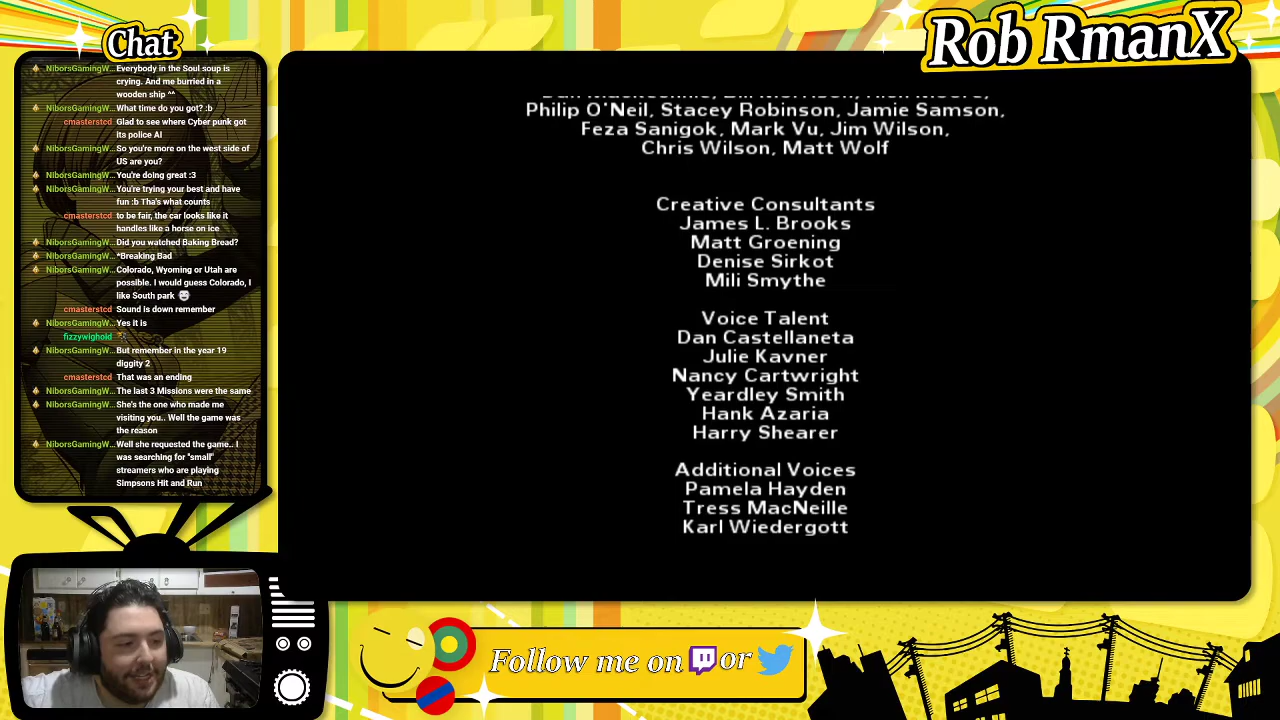 Chat
Rob RmanX
NiborsGamingW... Everybody in the Soul laud is
crying. And me burried in a
wooden ship ^^
NiborsGamingW... What time do you got? :b
cmasterstcd Glad to see where Cyber punk got
its police AI
NiborsGamingW... So you're more on the west side of
US are you?
NiborsGamingW... You're doing great :3
NiborsGamingW... You're trying your best and have
fun :b Tha's what counts
cmasterstcd to be fair, the car looks like it
handles like a horse on ice
NiborsGamingW... Did you watched Baking Bread?
NiborsGamingW... *Breaking Bad
NiborsGamingW... Colorado, Wyoming or Utah are
possible. I would guess Colorado, I
like South park
cmasterstcd Sound is down remember
NiborsGamingW... Yes it is
fizzywighold
NiborsGamingW... But remember in the year 19
diggity 2
cmasterstcd That was an ending
NiborsGamingW... The last 3 Missions were the same
NiborsGamingW... She's the one who made me
visiting you.. Well the game was
the reason
NiborsGamingW... Well she requested the game.. I
was searching for "small"
streamers who are playing
Simpsons Hit and Run
Philip O'Neil, Stacey Robinson, Jamie Samson,
Feza Sanigok, Mark Vu, Jim Wilson,
Chris Wilson, Matt Wolf
Creative Consultants
James L. Brooks
Matt Groening
Denise Sirkot
Mili Smythe
Voice Talent
Dan Castellaneta
Julie Kavner
Nancy Cartwright
Yeardley Smith
Hank Azaria
Harry Shearer
Additional Voices
Pamela Hayden
Tress MacNeille
Karl Wiedergott
Follow me on or